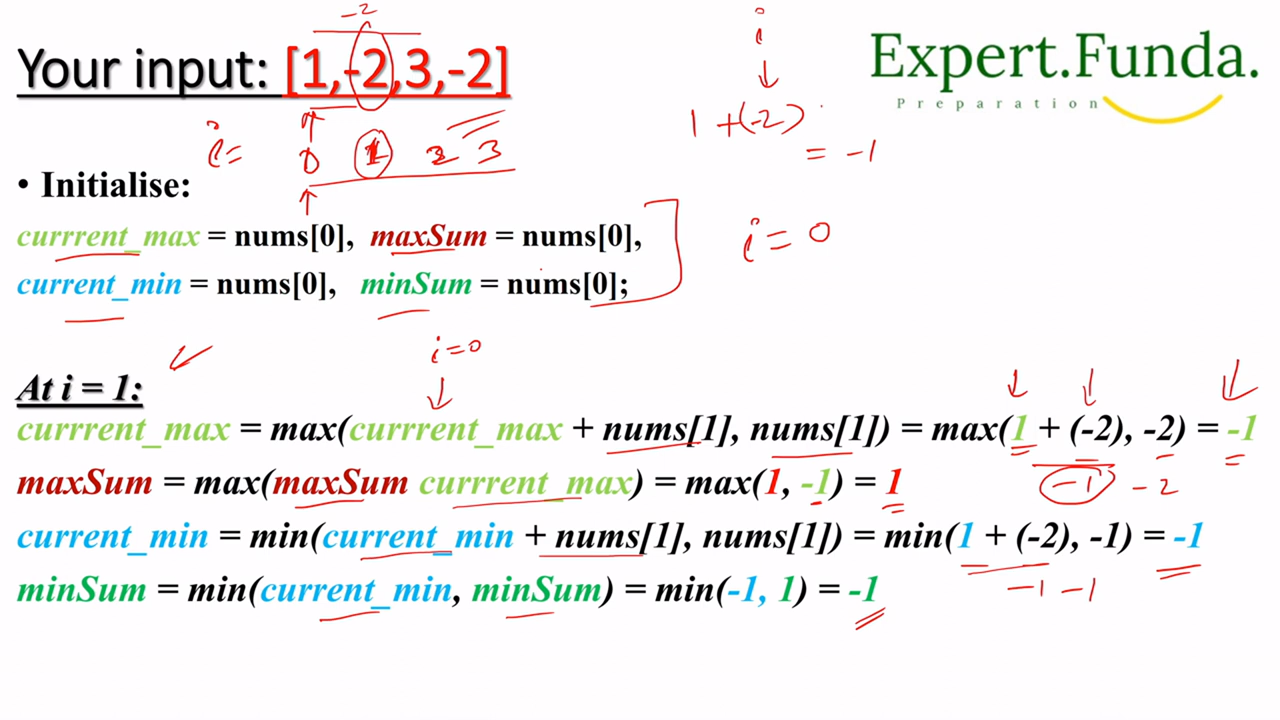 -2
Your input: [1,-2,3,-2]
i
1 + (-2)
= -1
Expert.Funda.
Preparation
i = 0 1 2 3
• Initialise:
currrent_max = nums[0], maxSum = nums[0],
current_min = nums[0], minSum = nums[0];
i = 0
i = 0
At i = 1:
currrent_max = max(currrent_max + nums[1], nums[1]) = max(1 + (-2), -2) = -1
-1 -2
maxSum = max(maxSum currrent_max) = max(1, -1) = 1
current_min = min(current_min + nums[1], nums[1]) = min(1 + (-2), -1) = -1
-1 -1
minSum = min(current_min, minSum) = min(-1, 1) = -1